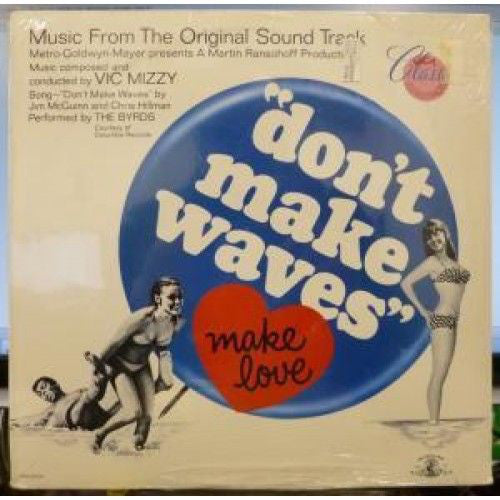 Music From The Original Sound Track
Metro-Goldwyn-Mayer presents A Martin Ransohoff Production
Music composed and
conducted by VIC MIZZY
Song—"Don't Make Waves" by
Jim McGuinn and Chris Hillman
Performed by THE BYRDS
Courtesy of
Columbia Records
"don't
make
waves"
make
love